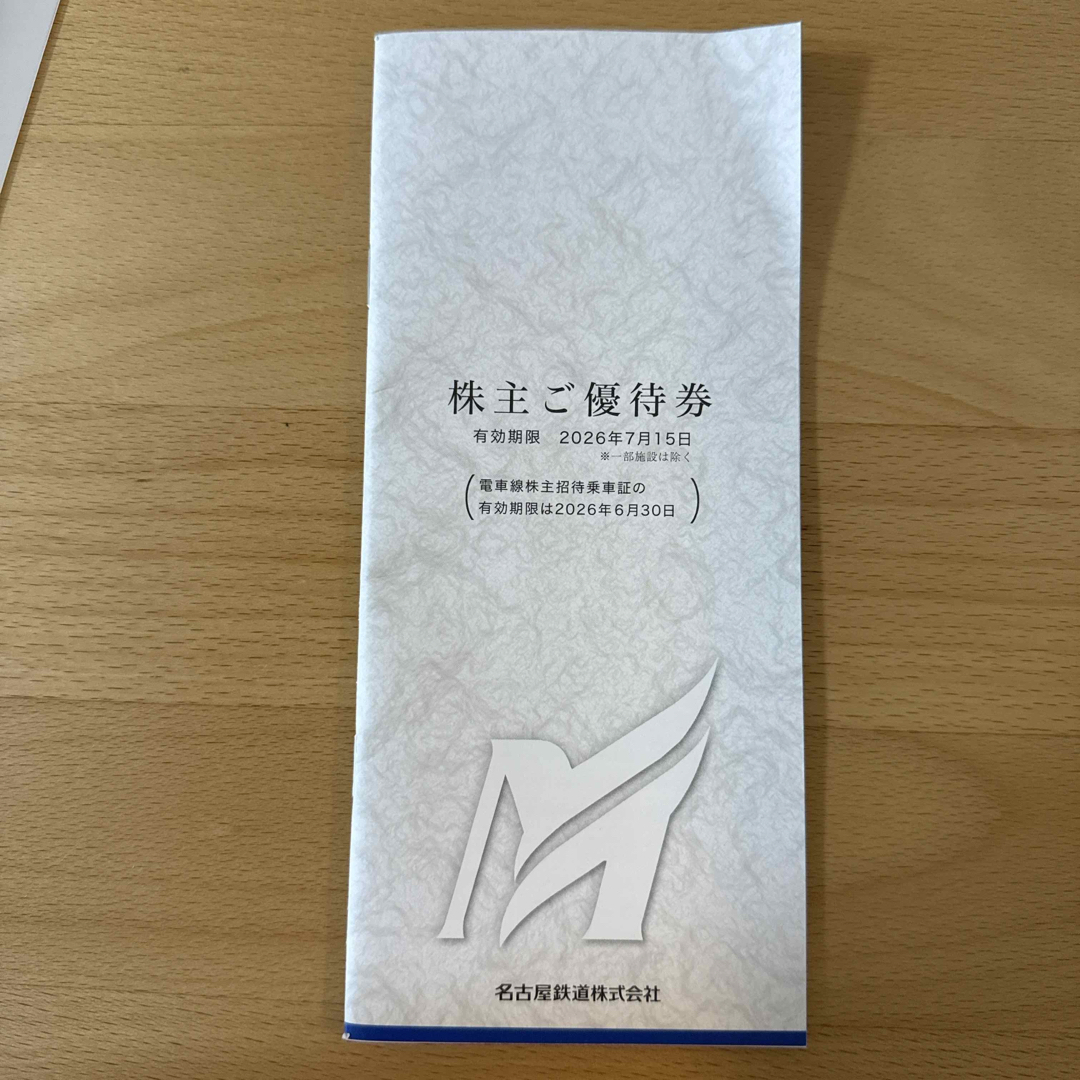 株主ご優待券
有効期限　2026年7月15日
※一部施設は除く
(電車線株主招待乗車証の
有効期限は2026年6月30日)
名古屋鉄道株式会社